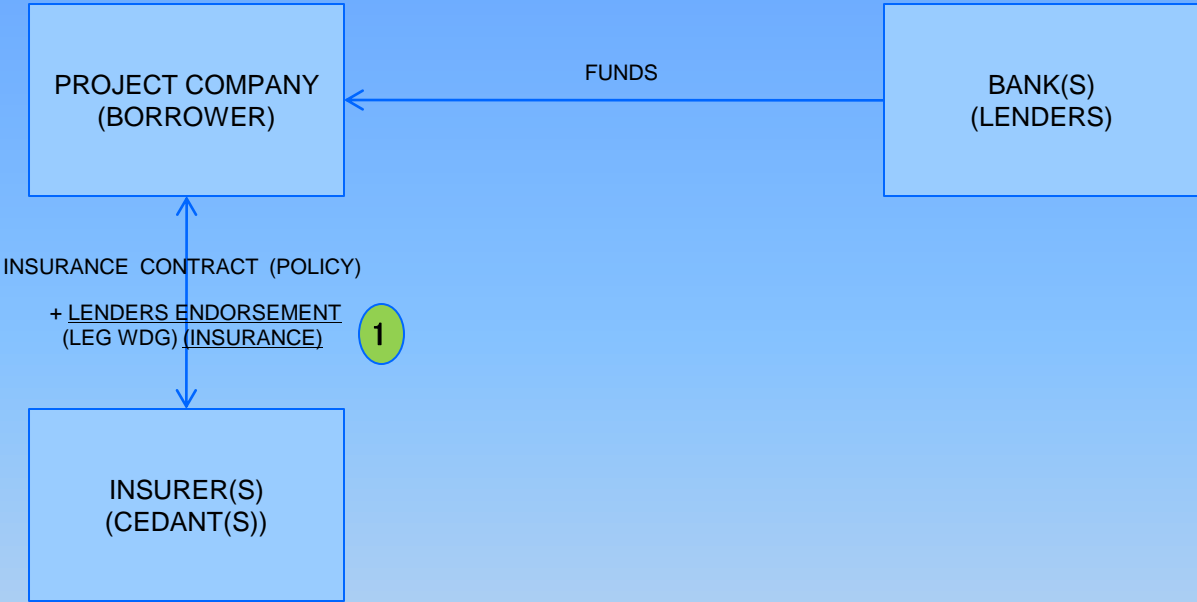 PROJECT COMPANY
(BORROWER)
FUNDS
BANK(S)
(LENDERS)
INSURANCE CONTRACT (POLICY)
+ LENDERS ENDORSEMENT
(LEG WDG) (INSURANCE)
1
INSURER(S)
(CEDANT(S))